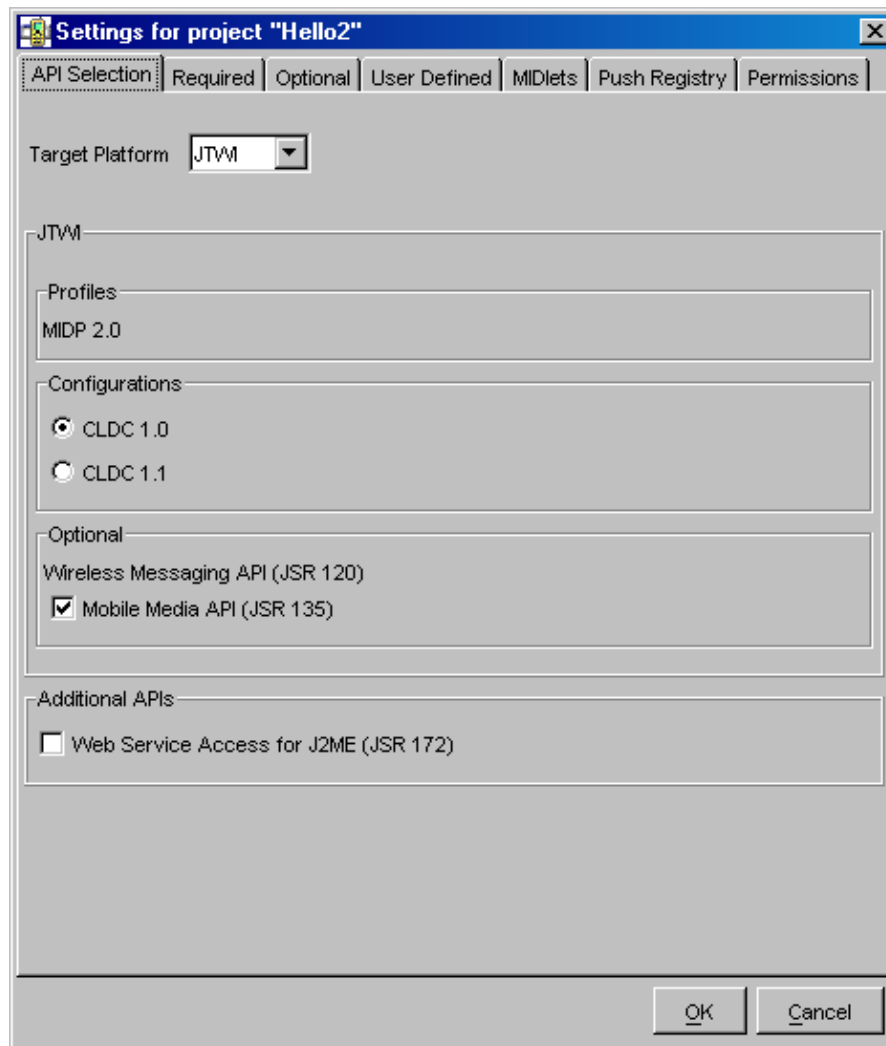 Settings for project "Hello2"
API Selection Required Optional User Defined MIDlets Push Registry Permissions
Target Platform JTWI
JTWI
Profiles
MIDP 2.0
Configurations
CLDC 1.0
CLDC 1.1
Optional
Wireless Messaging API (JSR 120)
Mobile Media API (JSR 135)
Additional APIs
Web Service Access for J2ME (JSR 172)
OK Cancel